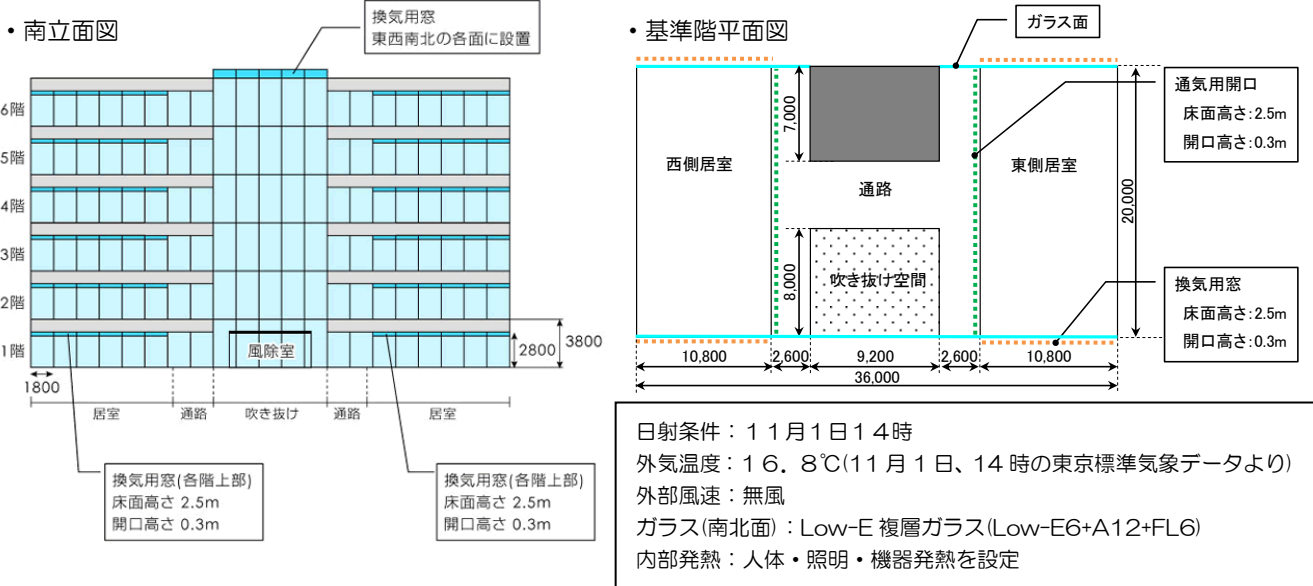 ・南立面図
換気用窓
東西南北の各面に設置
6階
5階
4階
3階
2階
1階
風除室
2800
3800
1800
居室
通路
吹き抜け
通路
居室
換気用窓(各階上部)
床面高さ 2.5m
開口高さ 0.3m
換気用窓(各階上部)
床面高さ 2.5m
開口高さ 0.3m
・基準階平面図
ガラス面
通気用開口
床面高さ:2.5m
開口高さ:0.3m
7,000
西側居室
通路
東側居室
20,000
8,000
吹き抜け空間
換気用窓
床面高さ:2.5m
開口高さ:0.3m
10,800
2,600
9,200
2,600
10,800
36,000
日射条件：１１月１日１４時
外気温度：１６．８℃(11月１日、14時の東京標準気象データより)
外部風速：無風
ガラス(南北面)：Low-E 複層ガラス(Low-E6+A12+FL6)
内部発熱：人体・照明・機器発熱を設定